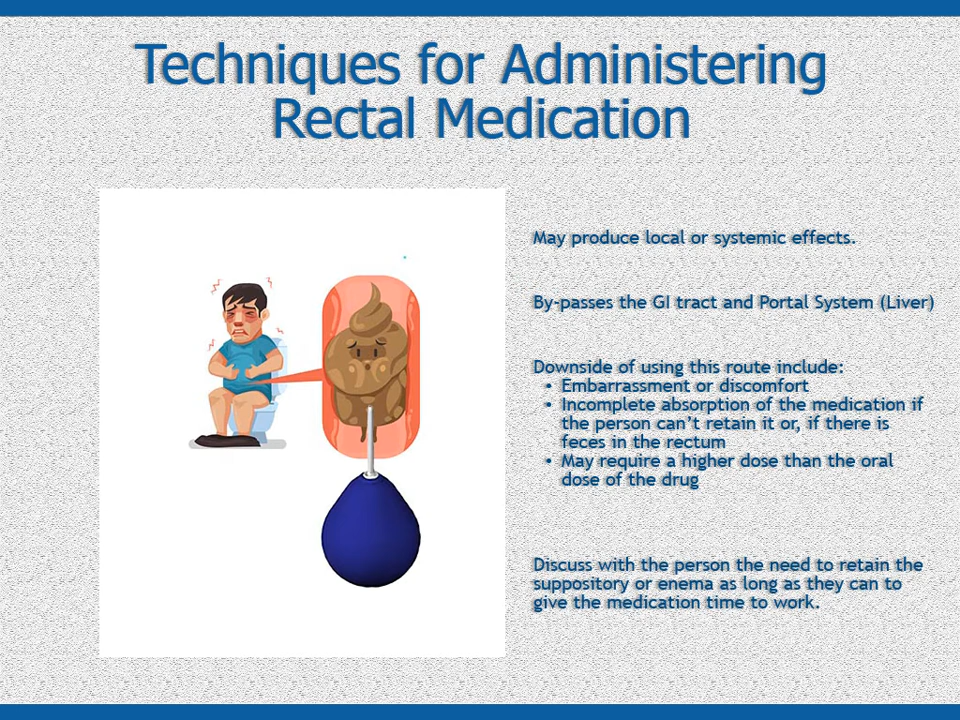 Techniques for Administering
Rectal Medication
May produce local or systemic effects.
By-passes the GI tract and Portal System (Liver)
Downside of using this route include:
• Embarrassment or discomfort
• Incomplete absorption of the medication if
the person can't retain it or, if there is
feces in the rectum
• May require a higher dose than the oral
dose of the drug
Discuss with the person the need to retain the
suppository or enema as long as they can to
give the medication time to work.